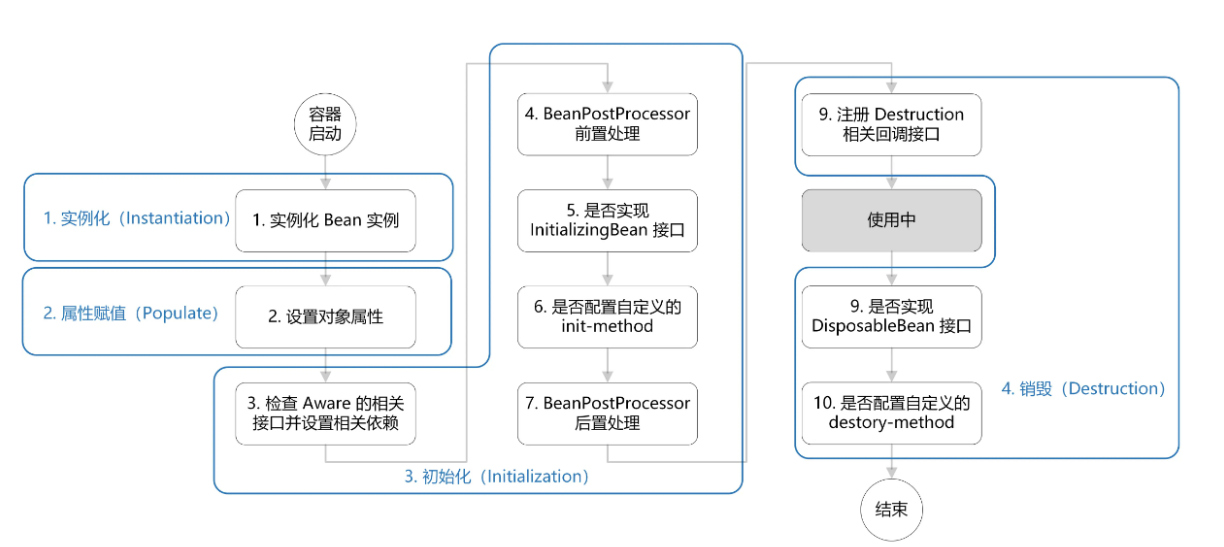 容器
启动
1. 实例化（Instantiation）
1. 实例化 Bean 实例
2. 属性赋值（Populate）
2. 设置对象属性
3. 检查 Aware 的相关
接口并设置相关依赖
3. 初始化（Initialization）
4. BeanPostProcessor
前置处理
5. 是否实现
InitializingBean 接口
6. 是否配置自定义的
init-method
7. BeanPostProcessor
后置处理
9. 注册 Destruction
相关回调接口
使用中
9. 是否实现
DisposableBean 接口
4. 销毁（Destruction）
10. 是否配置自定义的
destory-method
结束